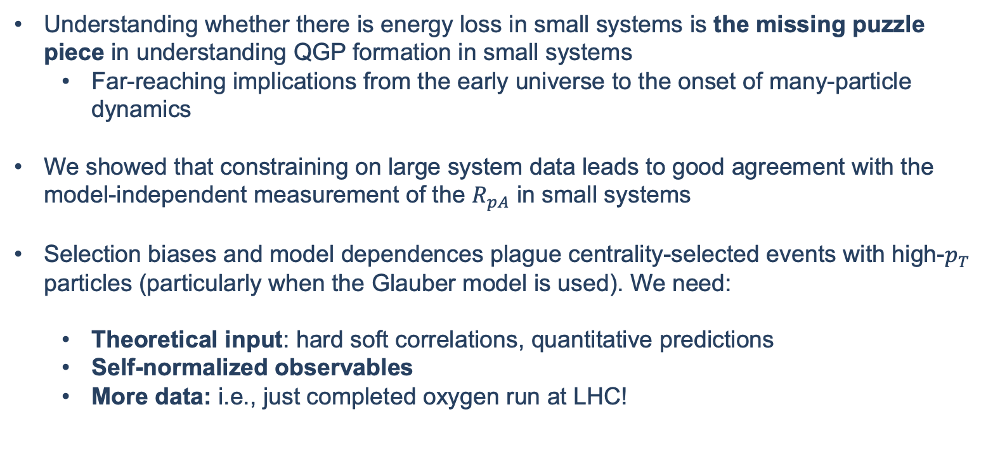 • Understanding whether there is energy loss in small systems is the missing puzzle
piece in understanding QGP formation in small systems
• Far-reaching implications from the early universe to the onset of many-particle
dynamics
• We showed that constraining on large system data leads to good agreement with the
model-independent measurement of the R_{pA} in small systems
• Selection biases and model dependences plague centrality-selected events with high-p_T
particles (particularly when the Glauber model is used). We need:
• Theoretical input: hard soft correlations, quantitative predictions
• Self-normalized observables
• More data: i.e., just completed oxygen run at LHC!